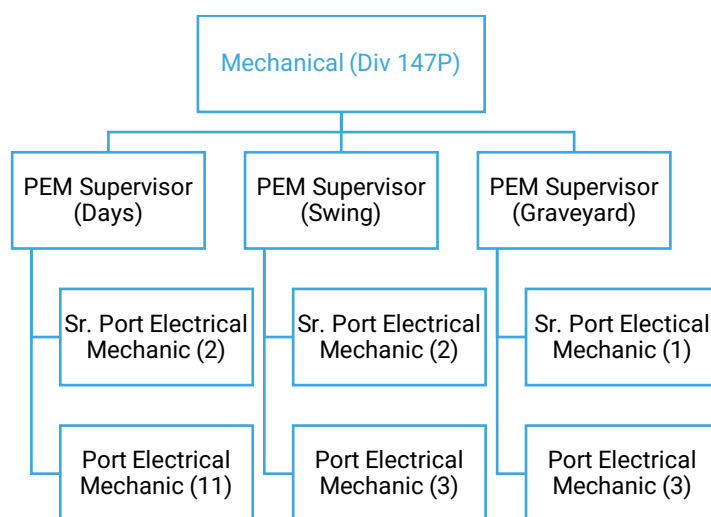 Mechanical (Div 147P)
PEM Supervisor
(Days)
PEM Supervisor
(Swing)
PEM Supervisor
(Graveyard)
Sr. Port Electrical
Mechanic (2)
Sr. Port Electrical
Mechanic (2)
Sr. Port Electical
Mechanic (1)
Port Electrical
Mechanic (11)
Port Electrical
Mechanic (3)
Port Electrical
Mechanic (3)